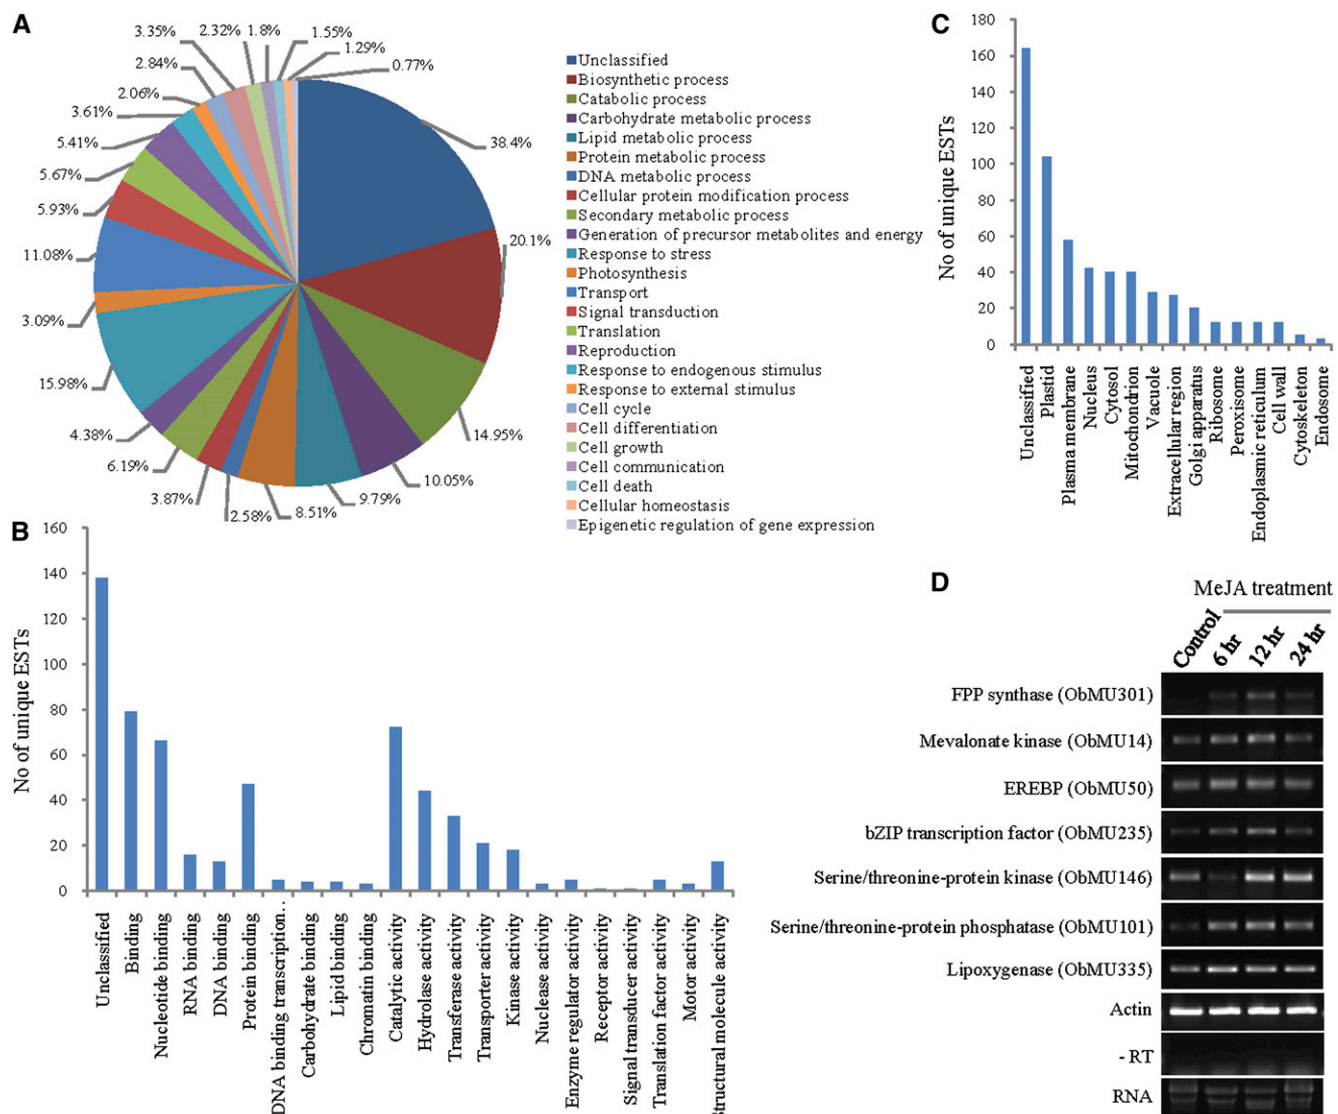 A
3.35%
2.32%
1.8%
1.55%
1.29%
0.77%
2.84%
2.06%
3.61%
5.41%
5.67%
5.93%
11.08%
3.09%
15.98%
4.38%
6.19%
3.87%
2.58%
8.51%
9.79%
10.05%
14.95%
20.1%
38.4%
Unclassified
Biosynthetic process
Catabolic process
Carbohydrate metabolic process
Lipid metabolic process
Protein metabolic process
DNA metabolic process
Cellular protein modification process
Secondary metabolic process
Generation of precursor metabolites and energy
Response to stress
Photosynthesis
Transport
Signal transduction
Translation
Reproduction
Response to endogenous stimulus
Response to external stimulus
Cell cycle
Cell differentiation
Cell growth
Cell communication
Cell death
Cellular homeostasis
Epigenetic regulation of gene expression
B
No of unique ESTs
160
140
120
100
80
60
40
20
0
Unclassified
Binding
Nucleotide binding
RNA binding
DNA binding
Protein binding
DNA binding transcription..
Carbohydrate binding
Lipid binding
Chromatin binding
Catalytic activity
Hydrolase activity
Transferase activity
Transporter activity
Kinase activity
Nuclease activity
Enzyme regulator activity
Receptor activity
Signal transducer activity
Translation factor activity
Motor activity
Structural molecule activity
C
No of unique ESTs
180
160
140
120
100
80
60
40
20
0
Unclassified
Plastid
Plasma membrane
Nucleus
Cytosol
Mitochondrion
Vacuole
Extracellular region
Golgi apparatus
Ribosome
Peroxisome
Endoplasmic reticulum
Cell wall
Cytoskeleton
Endosome
D
MeJA treatment
Control
6 hr
12 hr
24 hr
FPP synthase (ObMU301)
Mevalonate kinase (ObMU14)
EREBP (ObMU50)
bZIP transcription factor (ObMU235)
Serine/threonine-protein kinase (ObMU146)
Serine/threonine-protein phosphatase (ObMU101)
Lipoxygenase (ObMU335)
Actin
- RT
RNA